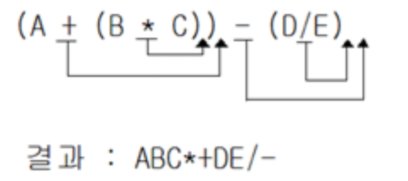 (A + (B * C)) - (D/E)
결과 : ABC*+DE/-